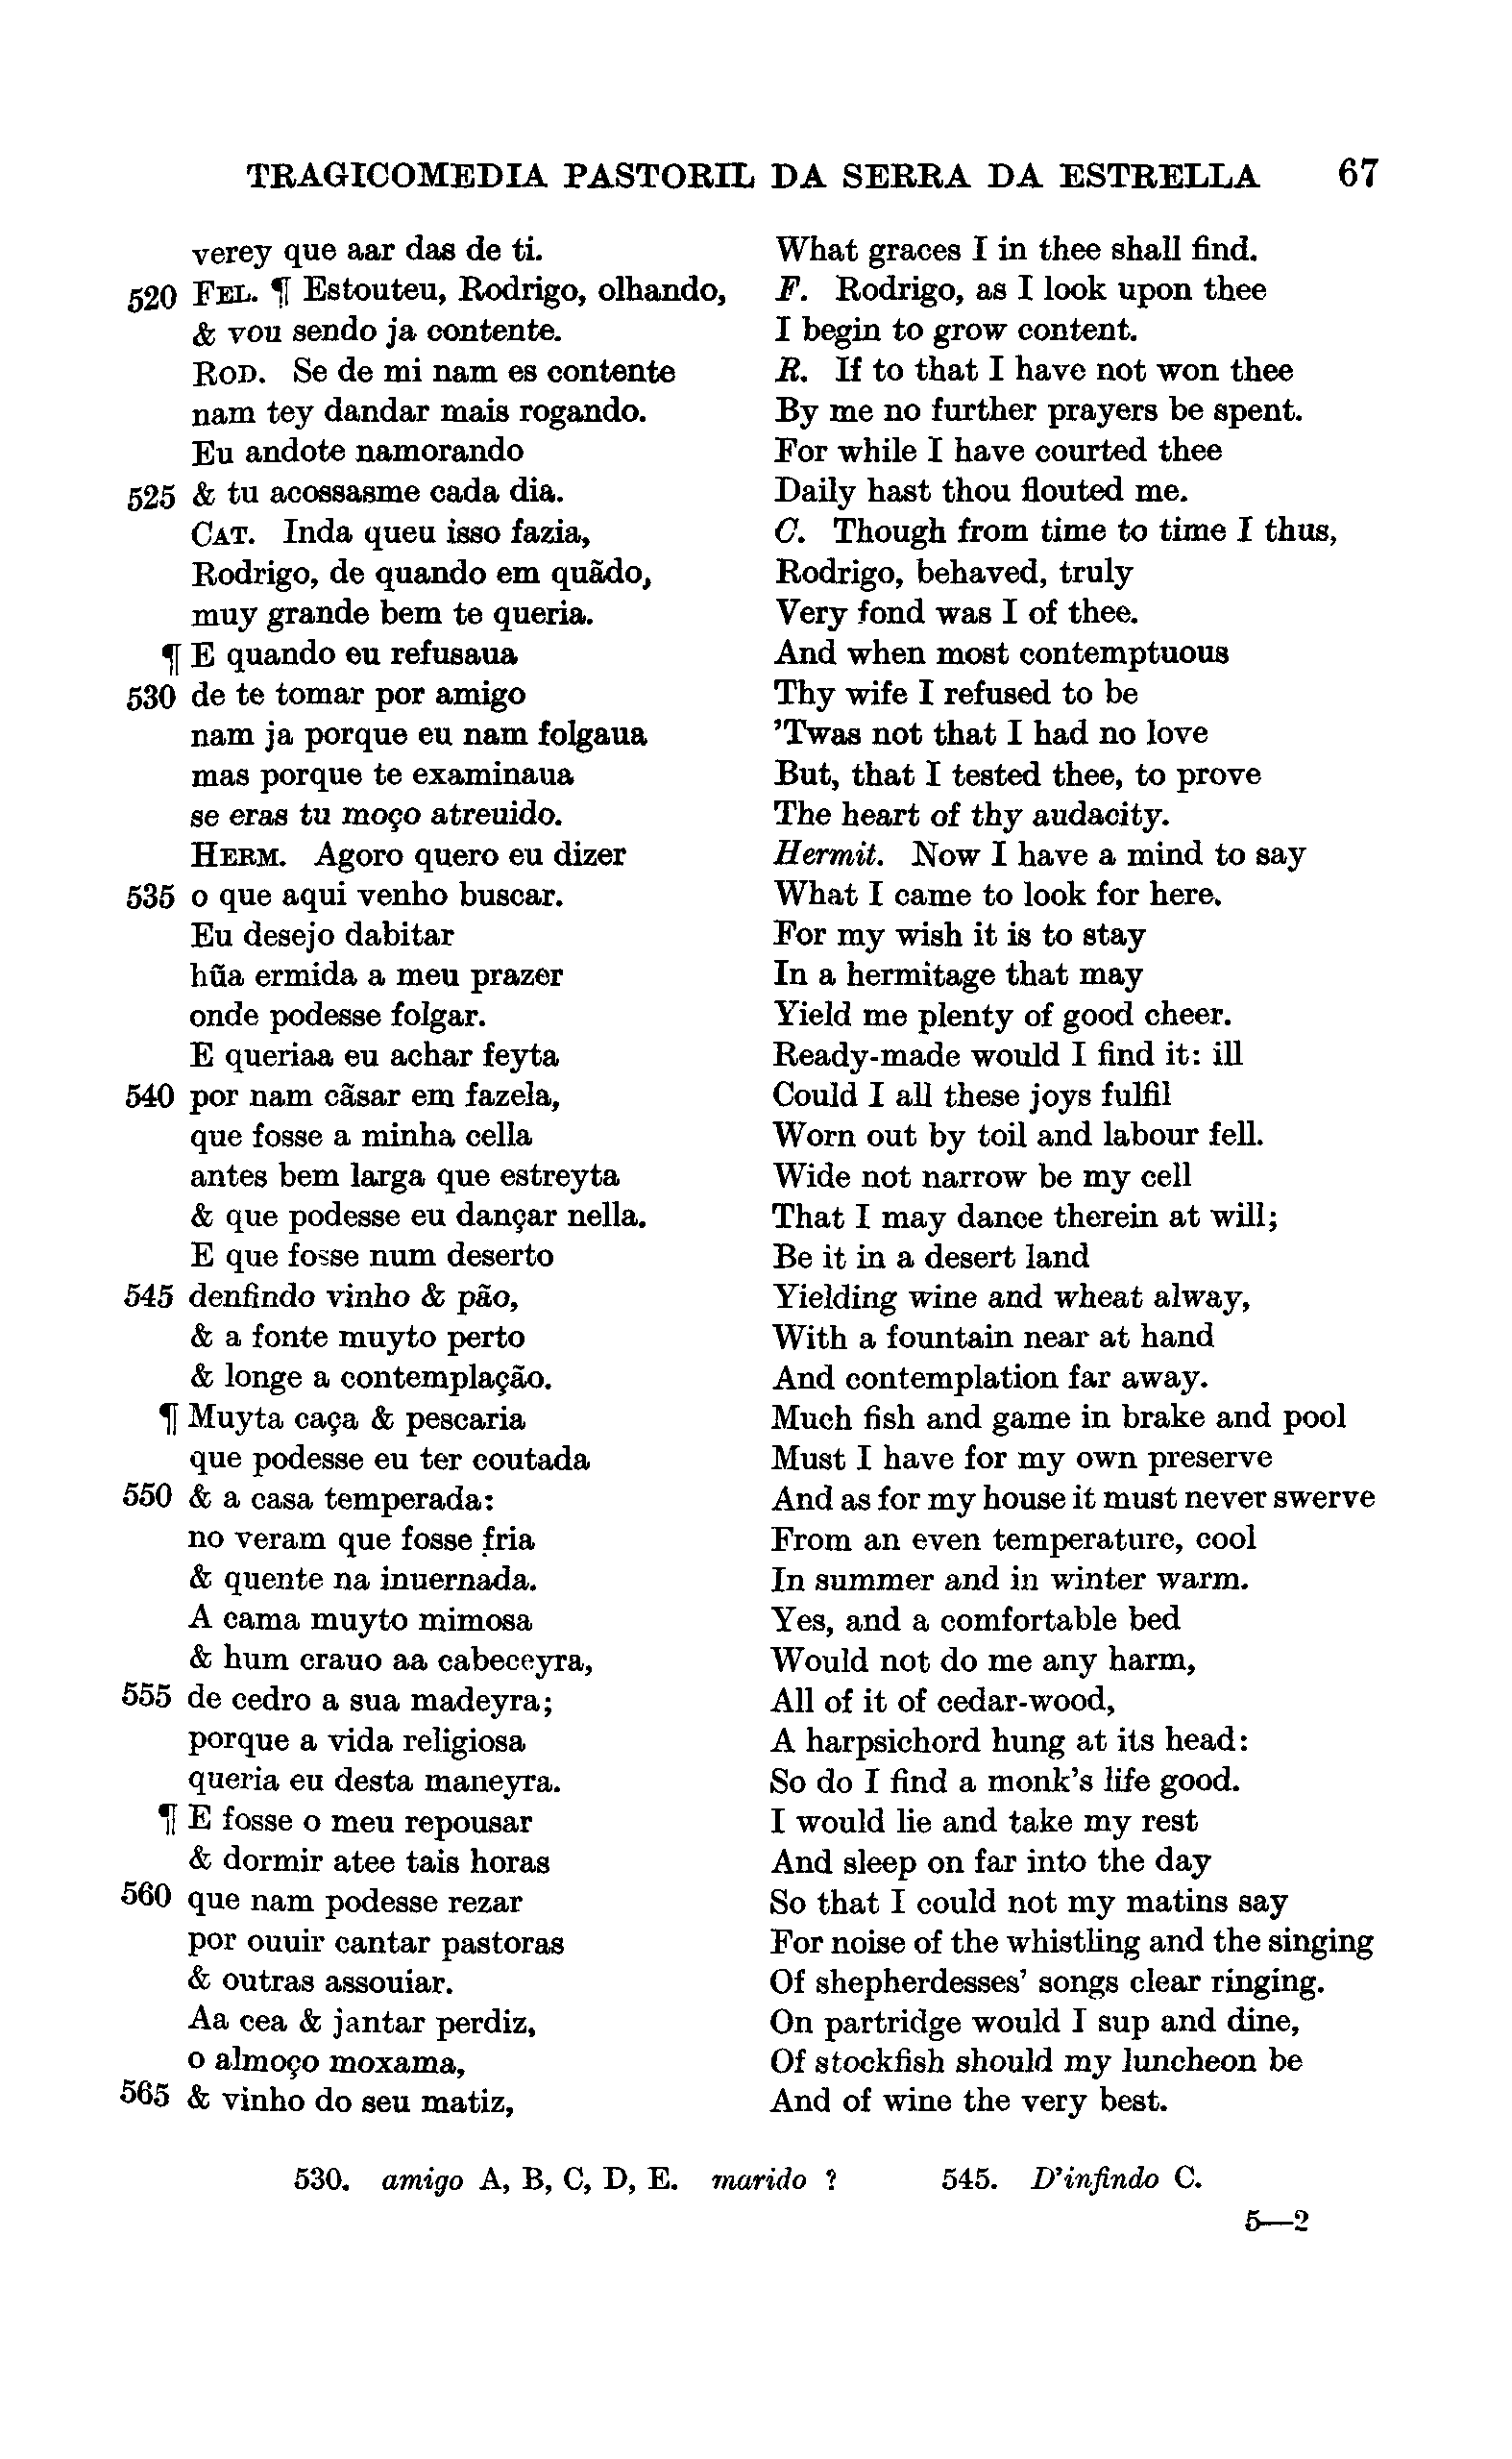 TRAGICOMEDIA PASTORIL DA SERRA DA ESTRELLA 67
verey que aar das de ti.
520 FEL. ¶ Estouteu, Rodrigo, olhando,
& vou sendo ja contente.
ROD. Se de mi nam es contente
nam tey dandar mais rogando.
Eu andote namorando
525 & tu acossasme cada dia.
CAT. Inda queu isso fazia,
Rodrigo, de quando em quãdo,
muy grande bem te queria.
¶ E quando eu refusaua
530 de te tomar por amigo
nam ja porque eu nam folgaua
mas porque te examinaua
se eras tu moço atreuido.
HERM. Agoro quero eu dizer
535 o que aqui venho buscar.
Eu desejo dabitar
hũa ermida a meu prazer
onde podesse folgar.
E queriaa eu achar feyta
540 por nam cãsar em fazela,
que fosse a minha cella
antes bem larga que estreyta
& que podesse eu dançar nella.
E que fosse num deserto
545 denfindo vinho & pão,
& a fonte muyto perto
& longe a contemplação.
¶ Muyta caça & pescaria
que podesse eu ter coutada
550 & a casa temperada:
no veram que fosse fria
& quente na inuernada.
A cama muyto mimosa
& hum crauo aa cabeceyra,
555 de cedro a sua madeyra;
porque a vida religiosa
queria eu desta maneyra.
¶ E fosse o meu repousar
& dormir atee tais horas
560 que nam podesse rezar
por ouuir cantar pastoras
& outras assouiar.
Aa cea & jantar perdiz,
o almoço moxama,
565 & vinho do seu matiz,
What graces I in thee shall find.
F. Rodrigo, as I look upon thee
I begin to grow content.
R. If to that I have not won thee
By me no further prayers be spent.
For while I have courted thee
Daily hast thou flouted me.
C. Though from time to time I thus,
Rodrigo, behaved, truly
Very fond was I of thee.
And when most contemptuous
Thy wife I refused to be
'Twas not that I had no love
But, that I tested thee, to prove
The heart of thy audacity.
Hermit. Now I have a mind to say
What I came to look for here.
For my wish it is to stay
In a hermitage that may
Yield me plenty of good cheer.
Ready-made would I find it: ill
Could I all these joys fulfil
Worn out by toil and labour fell.
Wide not narrow be my cell
That I may dance therein at will;
Be it in a desert land
Yielding wine and wheat alway,
With a fountain near at hand
And contemplation far away.
Much fish and game in brake and pool
Must I have for my own preserve
And as for my house it must never swerve
From an even temperature, cool
In summer and in winter warm.
Yes, and a comfortable bed
Would not do me any harm,
All of it of cedar-wood,
A harpsichord hung at its head:
So do I find a monk's life good.
I would lie and take my rest
And sleep on far into the day
So that I could not my matins say
For noise of the whistling and the singing
Of shepherdesses' songs clear ringing.
On partridge would I sup and dine,
Of stockfish should my luncheon be
And of wine the very best.
530. amigo A, B, C, D, E. marido ? 545. D'infindo C.
5—2